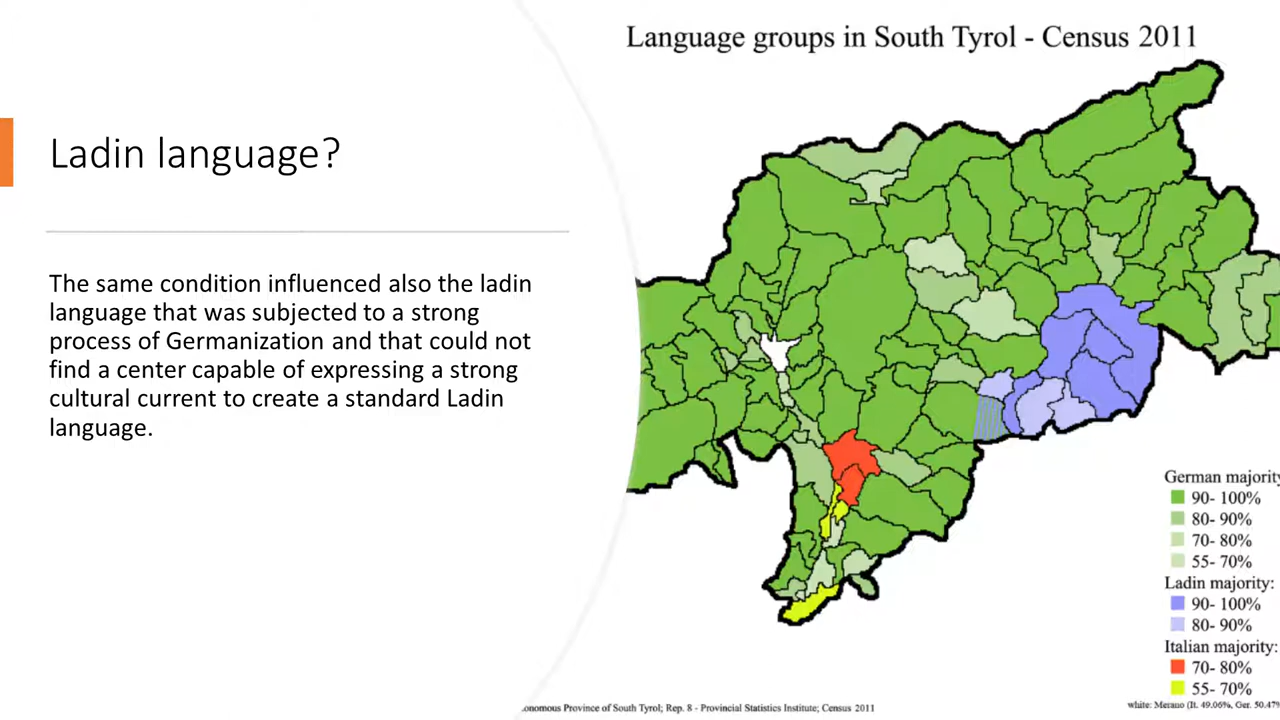 Language groups in South Tyrol - Census 2011
Ladin language?
The same condition influenced also the ladin
language that was subjected to a strong
process of Germanization and that could not
find a center capable of expressing a strong
cultural current to create a standard Ladin
language.
German majority
90- 100%
80- 90%
70- 80%
55- 70%
Ladin majority:
90- 100%
80- 90%
Italian majority:
70- 80%
55- 70%
onomous Province of South Tyrol; Rep. 8 - Provincial Statistics Institute; Census 2011
white: Merano (It. 49.06%, Ger. 50.47%